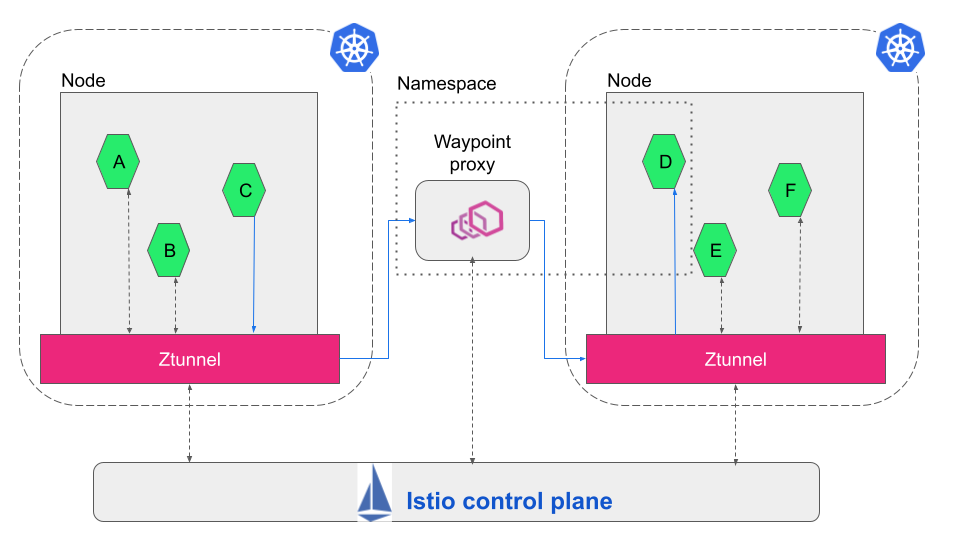 Node
Namespace
Node
Waypoint
proxy
A
C
B
D
F
E
Ztunnel
Ztunnel
Istio control plane